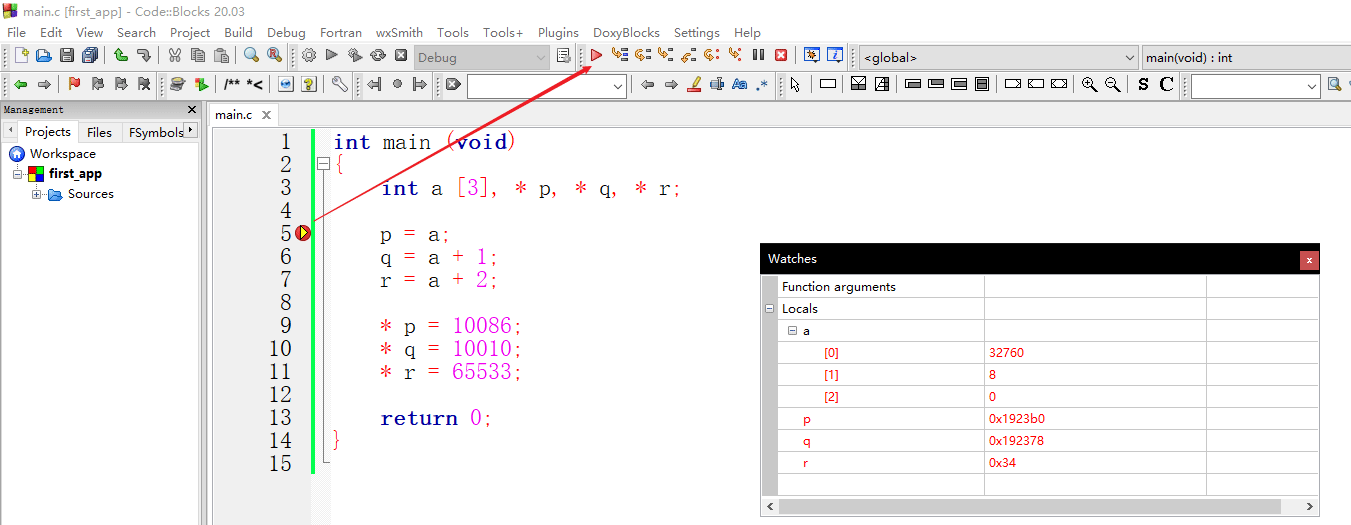 main.c [first_app] - Code::Blocks 20.03
File Edit View Search Project Build Debug Fortran wxSmith Tools Tools+ Plugins DoxyBlocks Settings Help
Debug <global> main(void) : int
/** *< Aa .* S C
Management
Projects Files FSymbols
Workspace
first_app
Sources
main.c
1 int main (void)
2 {
3 int a [3], * p, * q, * r;
4
5 p = a;
6 q = a + 1;
7 r = a + 2;
8
9 * p = 10086;
10 * q = 10010;
11 * r = 65533;
12
13 return 0;
14 }
15
Watches
Function arguments
Locals
a
[0] 32760
[1] 8
[2] 0
p 0x1923b0
q 0x192378
r 0x34